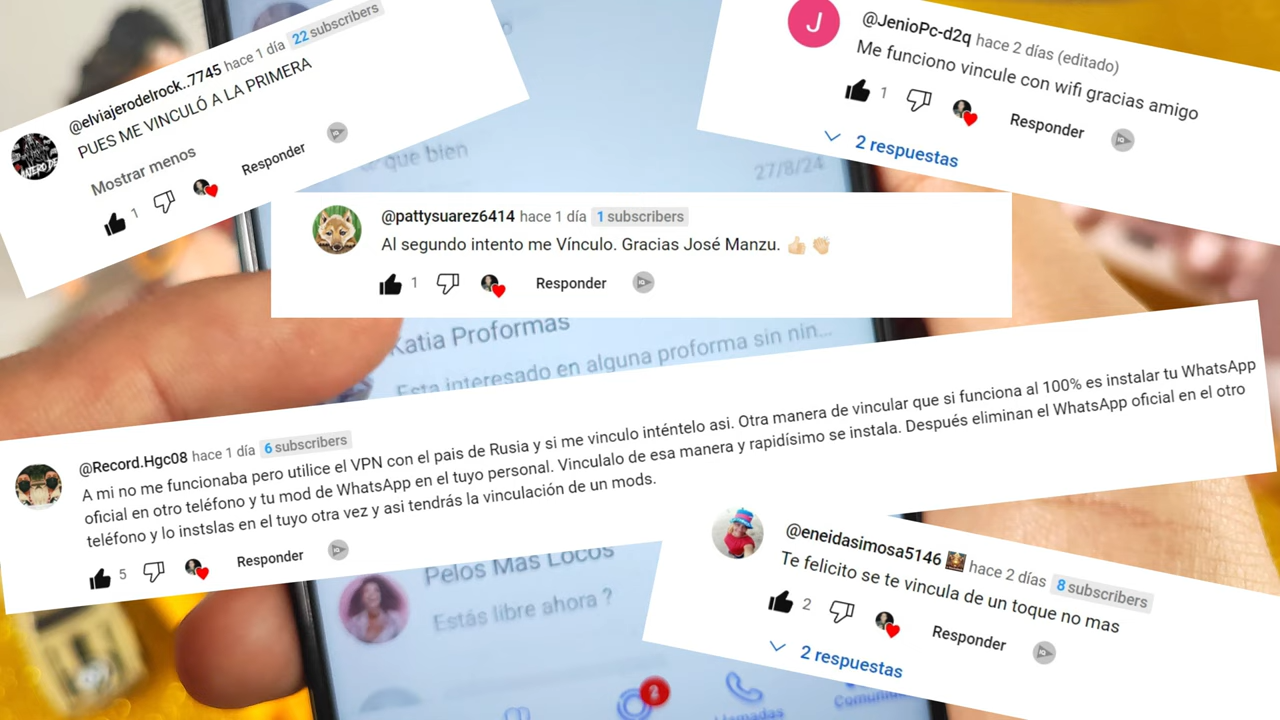 @elviajerodelrock..7745 hace 1 día 22 subscribers
PUES ME VINCULÓ A LA PRIMERA
Mostrar menos
1 Responder
@JenioPc-d2q hace 2 días (editado)
Me funciono vincule con wifi gracias amigo
1 Responder
2 respuestas
que bien
27/8/24
@pattysuarez6414 hace 1 día 1 subscribers
Al segundo intento me Vínculo. Gracias José Manzu. 👍🏻 👏🏻
1 Responder
Katia Proformas
Esta interesado en alguna proforma sin nín...
@Record.Hgc08 hace 1 día 6 subscribers
A mi no me funcionaba pero utilice el VPN con el pais de Rusia y si me vinculo inténtelo asi. Otra manera de vincular que si funciona al 100% es instalar tu WhatsApp
oficial en otro teléfono y tu mod de WhatsApp en el tuyo personal. Vinculalo de esa manera y rapidísimo se instala. Después eliminan el WhatsApp oficial en el otro
teléfono y lo instslas en el tuyo otra vez y asi tendrás la vinculación de un mods.
5 Responder
@eneidasimosa5146 hace 2 días 8 subscribers
Te felicito se te vincula de un toque no mas
2 Responder
2 respuestas
Pelos Mas Locos
Estás libre ahora ?
2